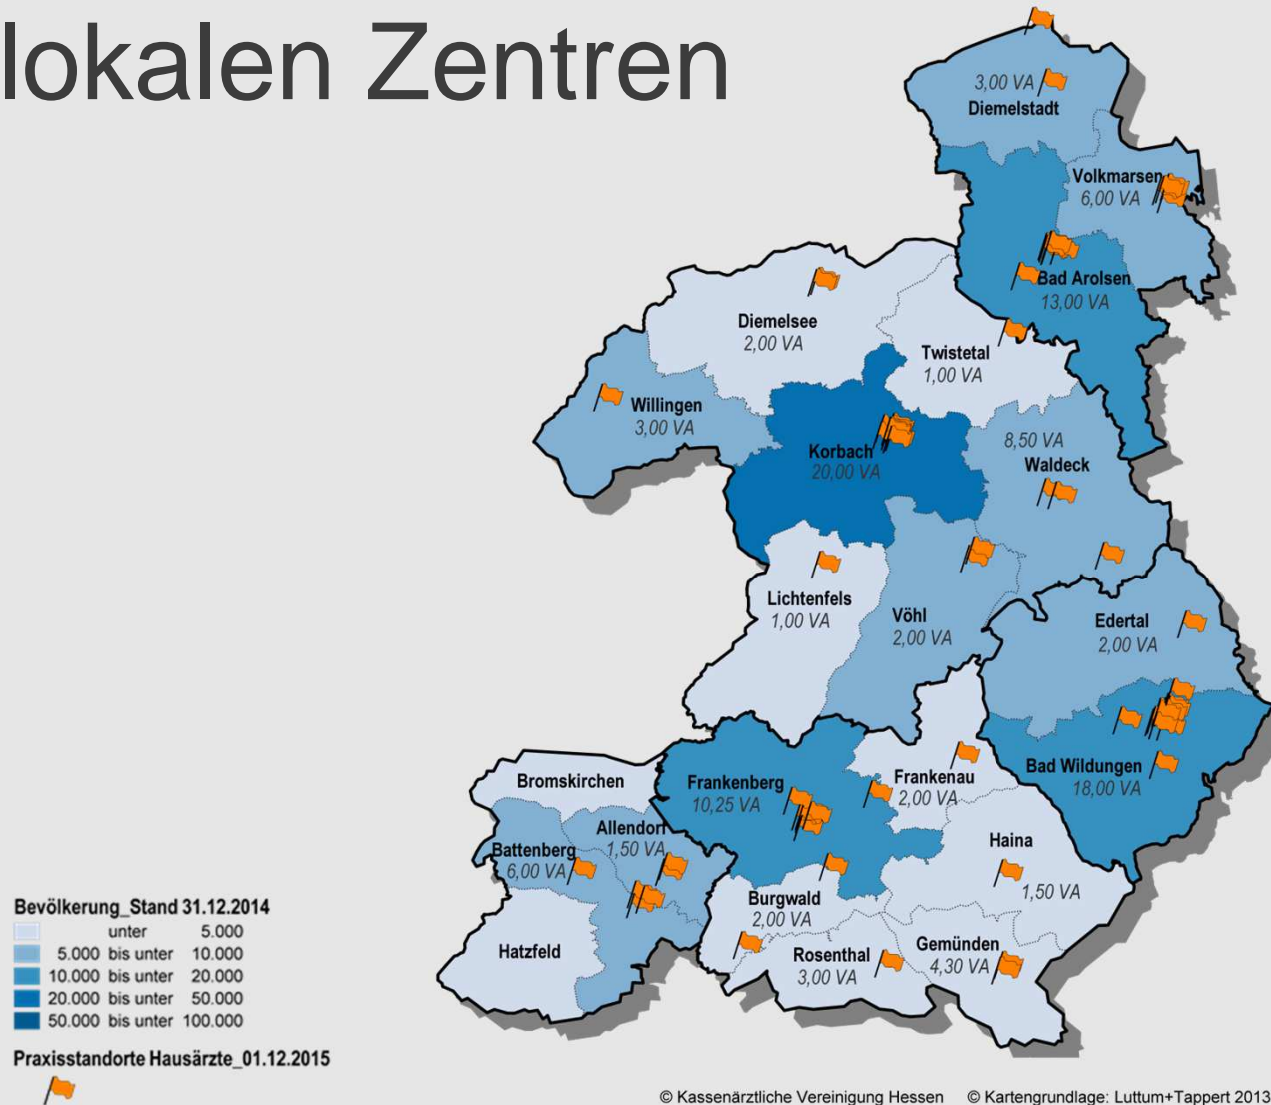 lokalen Zentren
3,00 VA
Diemelstadt
Volkmarsen
6,00 VA
Bad Arolsen
13,00 VA
Diemelsee
2,00 VA
Twistetal
1,00 VA
Willingen
3,00 VA
Korbach
20,00 VA
8,50 VA
Waldeck
Lichtenfels
1,00 VA
Vöhl
2,00 VA
Edertal
2,00 VA
Bad Wildungen
18,00 VA
Bromskirchen
Frankenberg
10,25 VA
Frankenau
2,00 VA
Allendorf
1,50 VA
Battenberg
6,00 VA
Haina
1,50 VA
Burgwald
2,00 VA
Hatzfeld
Rosenthal
3,00 VA
Gemünden
4,30 VA
Bevölkerung_Stand 31.12.2014
unter 5.000
5.000 bis unter 10.000
10.000 bis unter 20.000
20.000 bis unter 50.000
50.000 bis unter 100.000
Praxisstandorte Hausärzte_01.12.2015
© Kassenärztliche Vereinigung Hessen © Kartengrundlage: Luttum+Tappert 2013